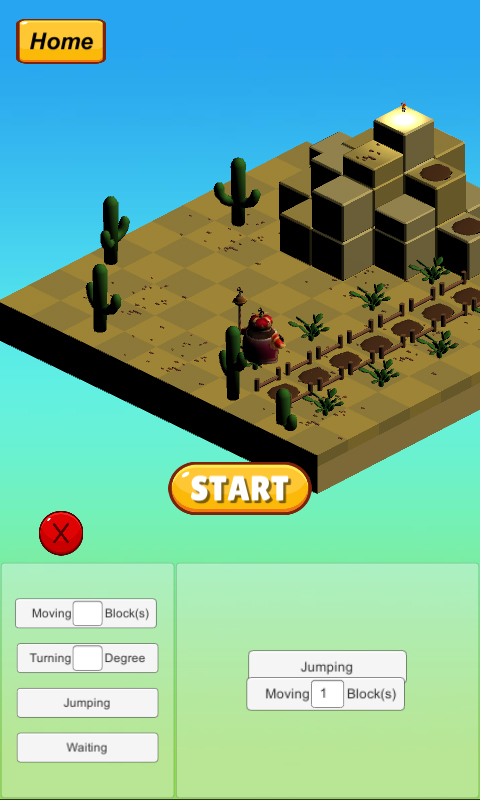 Home
START
X
Moving Block(s)
Turning Degree
Jumping
Waiting
Jumping
Moving 1 Block(s)